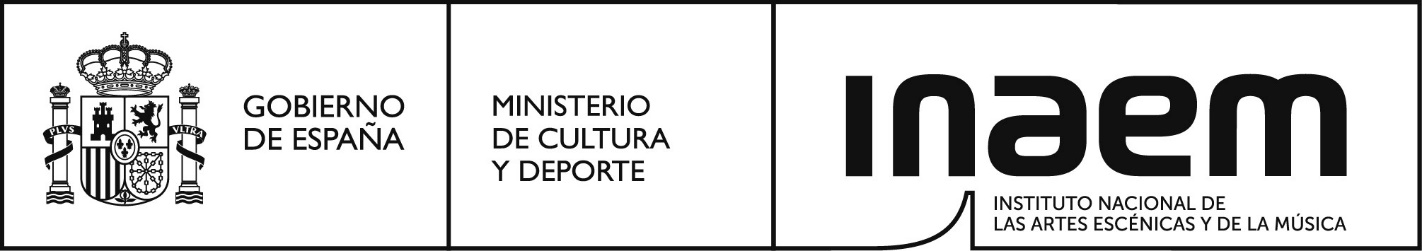 PLVS
VLTRA
GOBIERNO
DE ESPAÑA
MINISTERIO
DE CULTURA
Y DEPORTE
inaem
INSTITUTO NACIONAL DE
LAS ARTES ESCÉNICAS Y DE LA MÚSICA